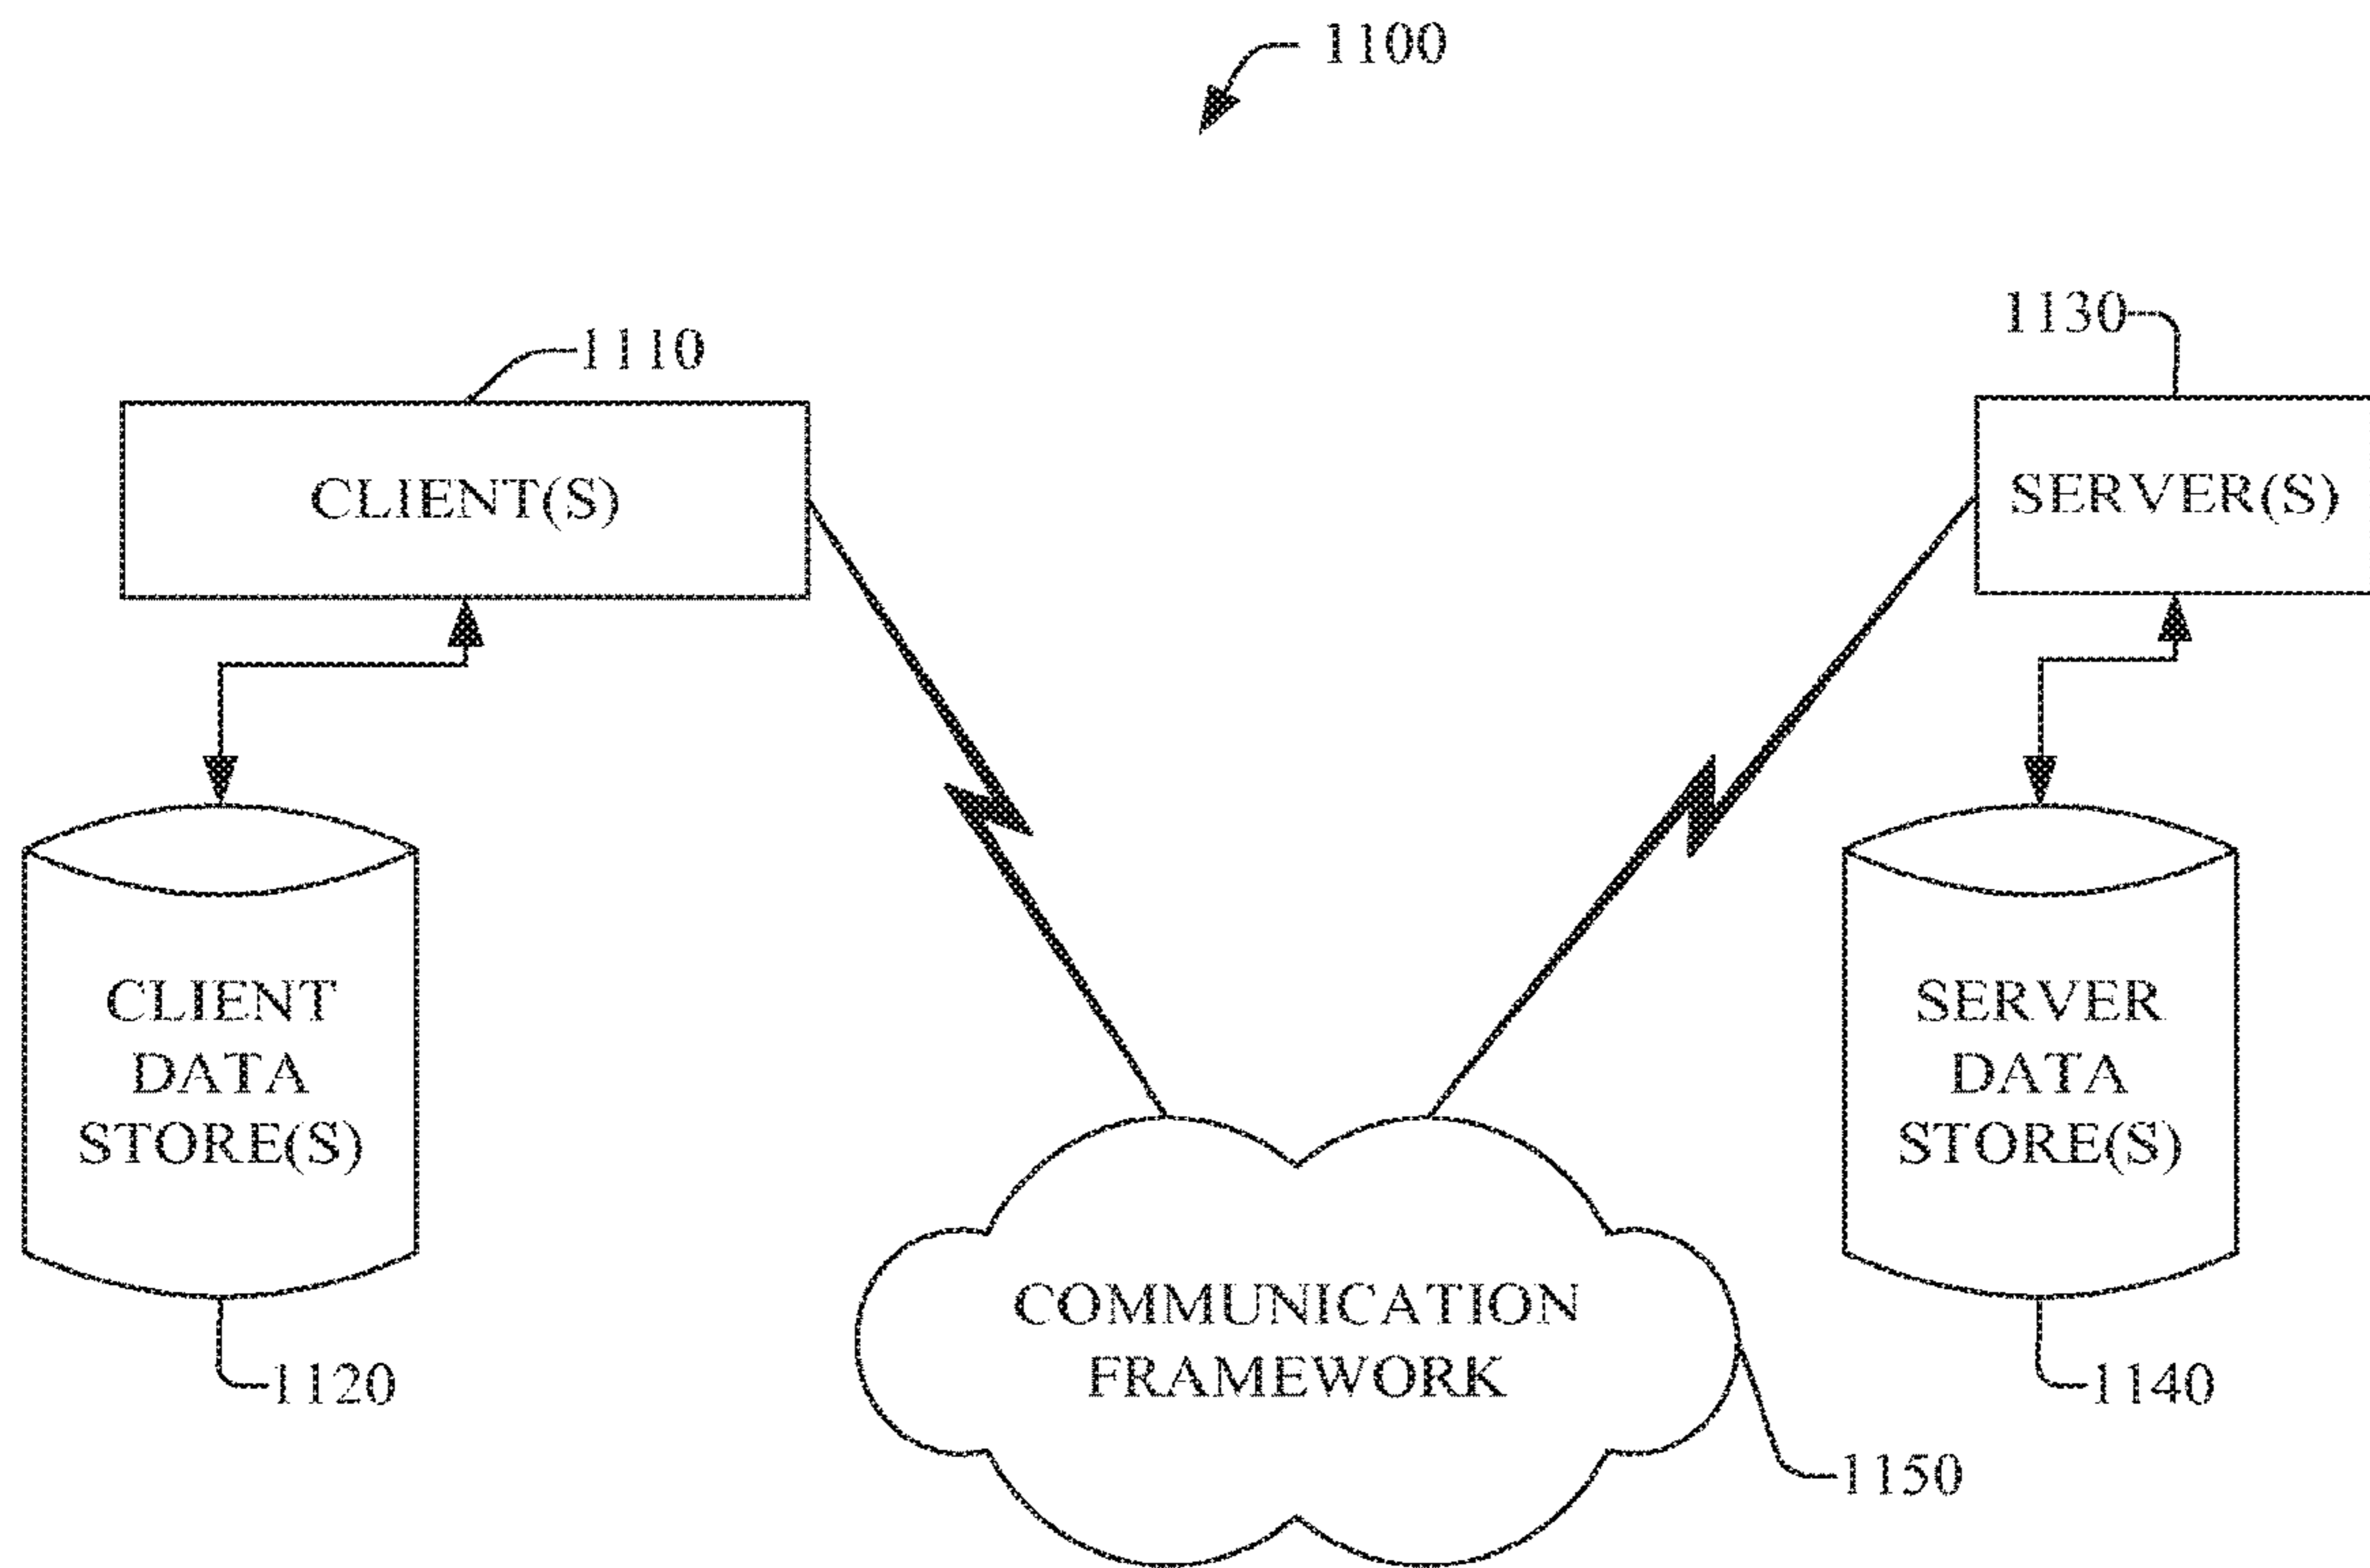 1100
1110
1130
CLIENT(S)
SERVER(S)
CLIENT
DATA
STORE(S)
SERVER
DATA
STORE(S)
COMMUNICATION
FRAMEWORK
1120
1140
1150